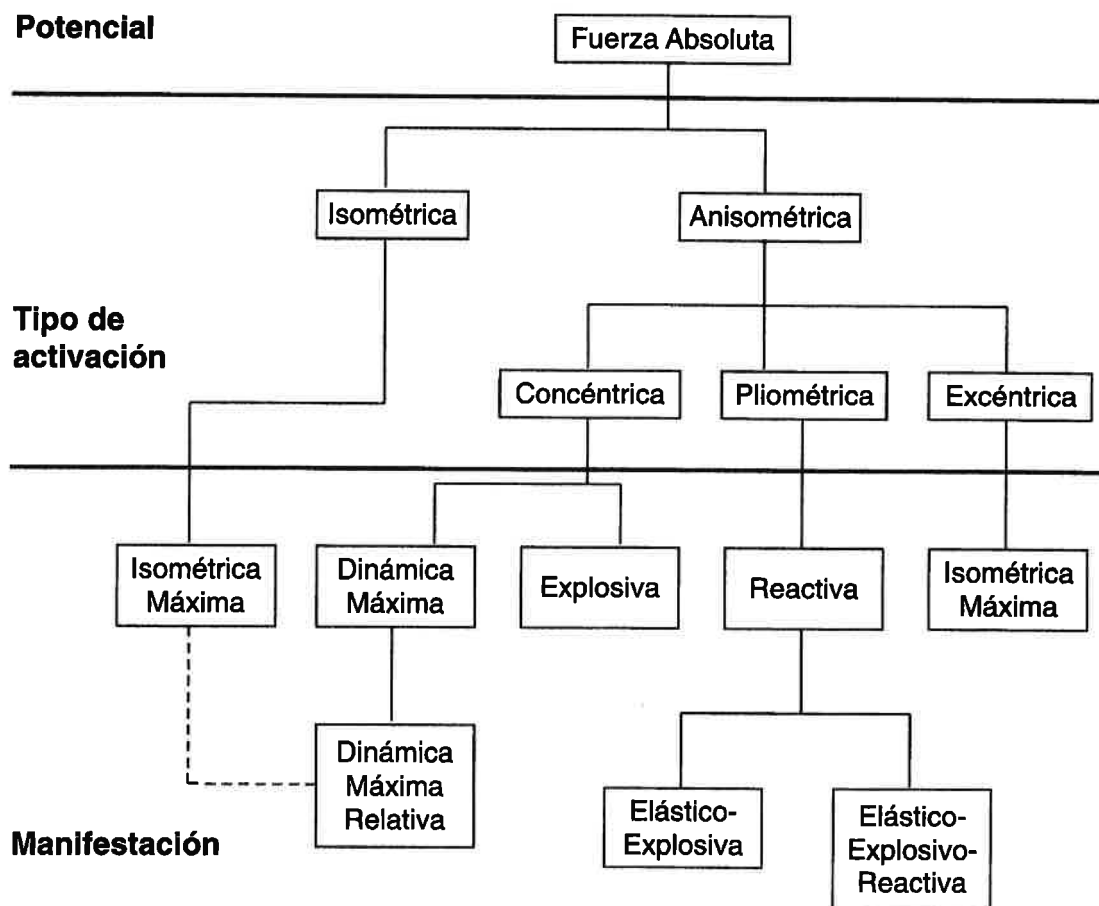 Potencial
Fuerza Absoluta
Isométrica
Anisométrica
Tipo de
activación
Concéntrica
Pliométrica
Excéntrica
Isométrica
Máxima
Dinámica
Máxima
Explosiva
Reactiva
Isométrica
Máxima
Dinámica
Máxima
Relativa
Manifestación
Elástico-
Explosiva
Elástico-
Explosivo-
Reactiva